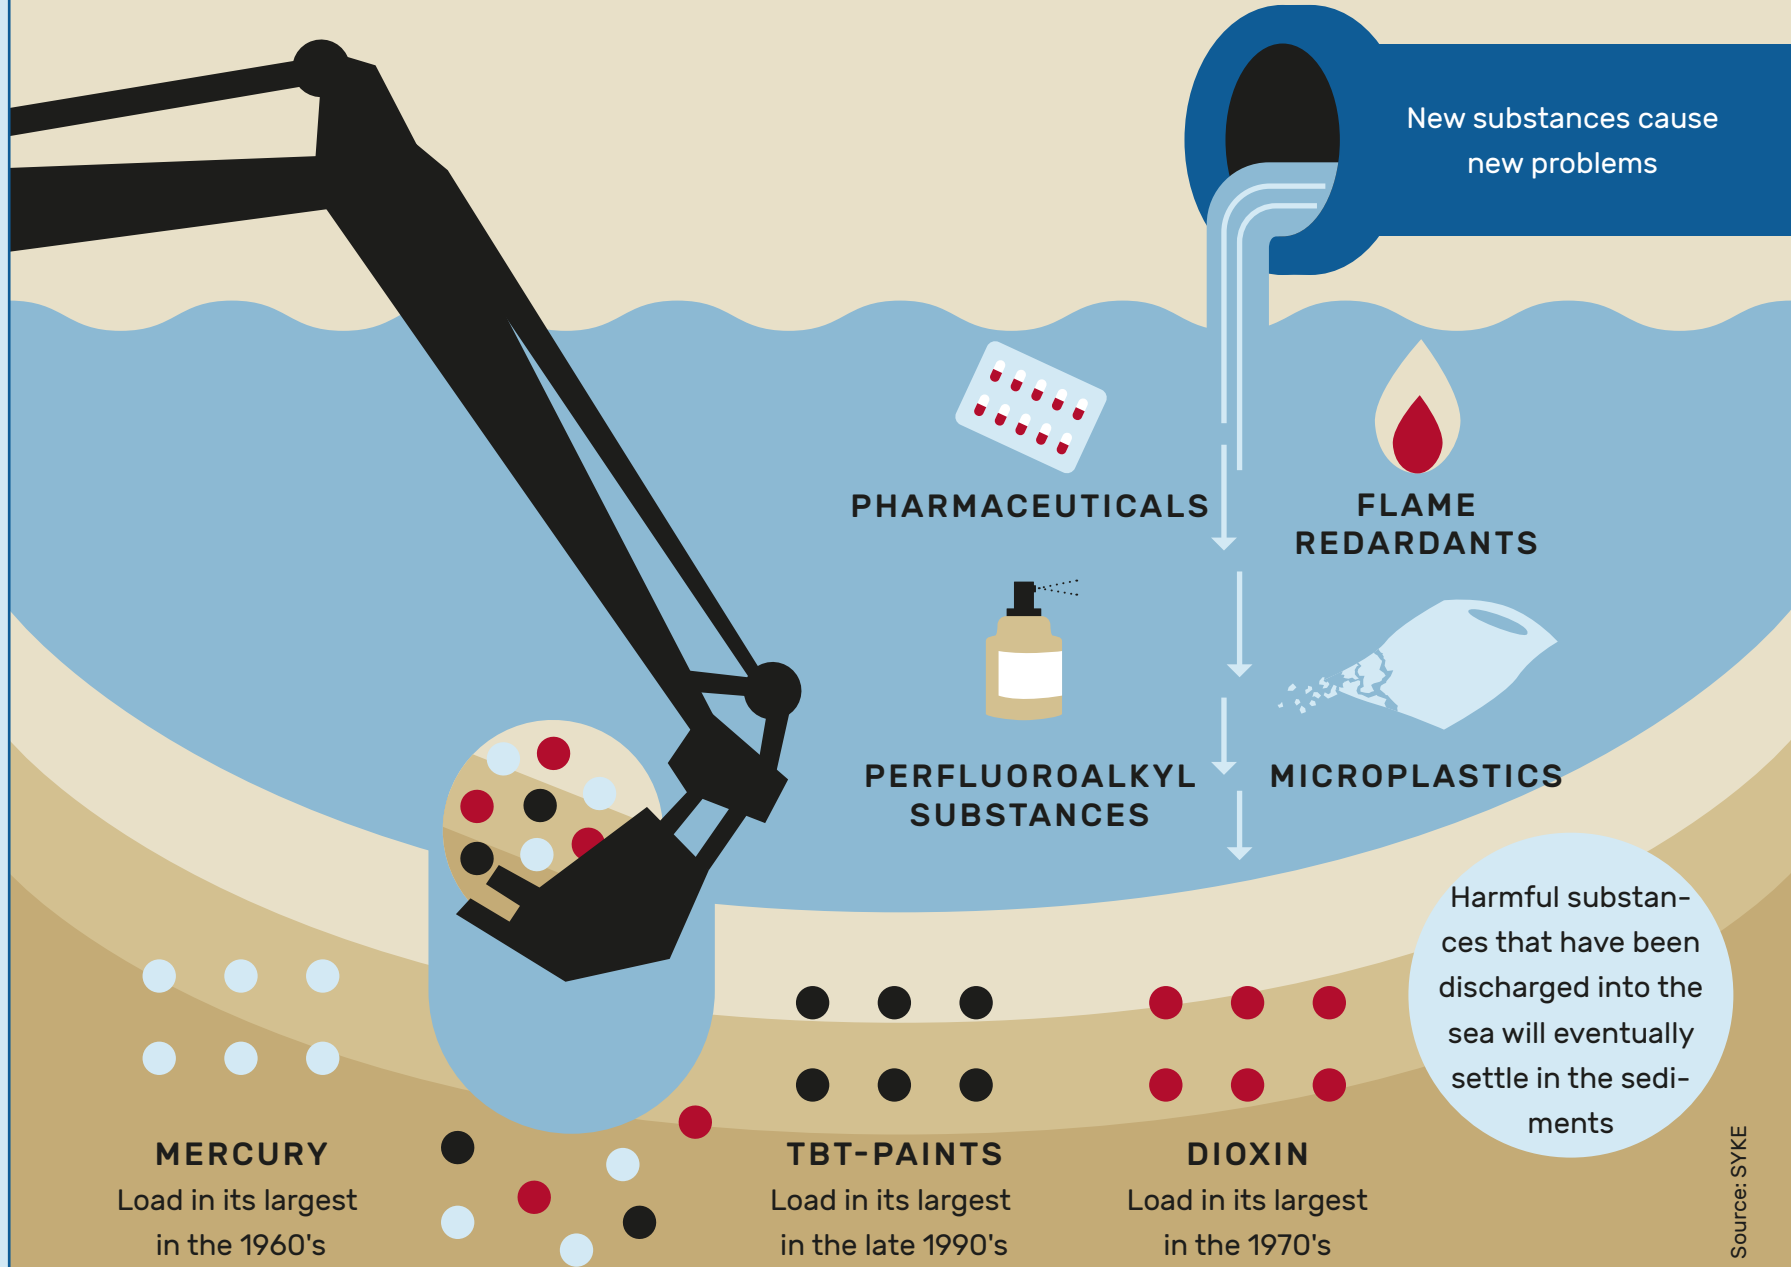 New substances cause
new problems
PHARMACEUTICALS
FLAME
REDARDANTS
PERFLUOROALKYL
SUBSTANCES
MICROPLASTICS
Harmful substan-
ces that have been
discharged into the
sea will eventually
settle in the sedi-
ments
MERCURY
Load in its largest
in the 1960's
TBT-PAINTS
Load in its largest
in the late 1990's
DIOXIN
Load in its largest
in the 1970's
Source: SYKE